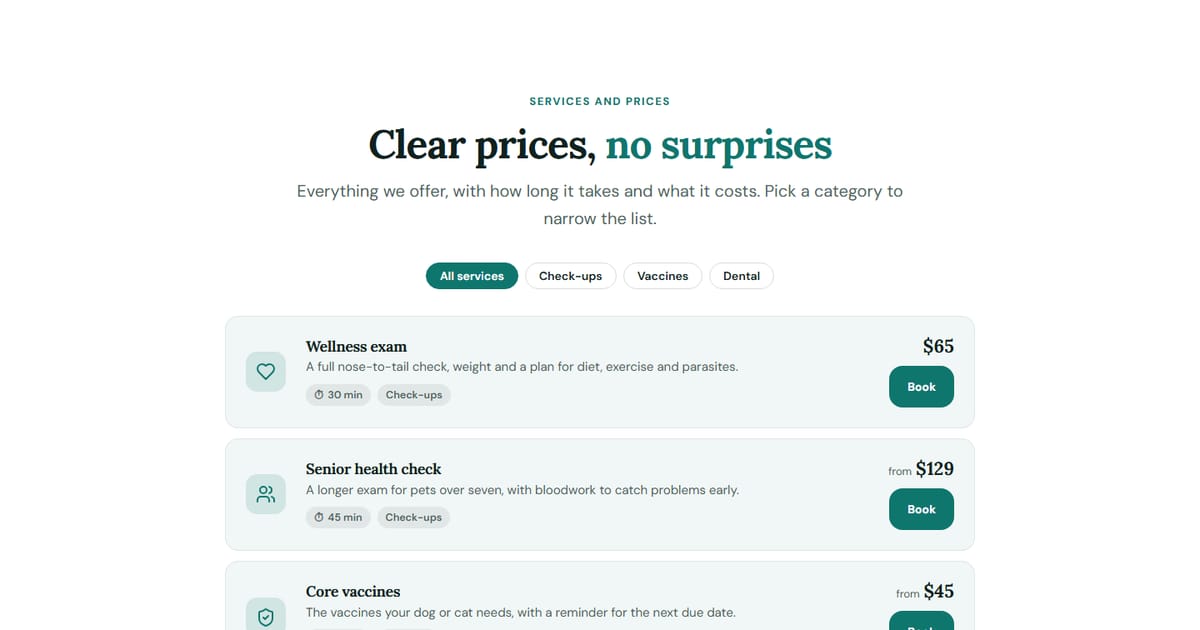 SERVICES AND PRICES
Clear prices, no surprises
Everything we offer, with how long it takes and what it costs. Pick a category to
narrow the list.
All services
Check-ups
Vaccines
Dental
Wellness exam
A full nose-to-tail check, weight and a plan for diet, exercise and parasites.
30 min
Check-ups
$65
Book
Senior health check
A longer exam for pets over seven, with bloodwork to catch problems early.
45 min
Check-ups
from $129
Book
Core vaccines
The vaccines your dog or cat needs, with a reminder for the next due date.
from $45